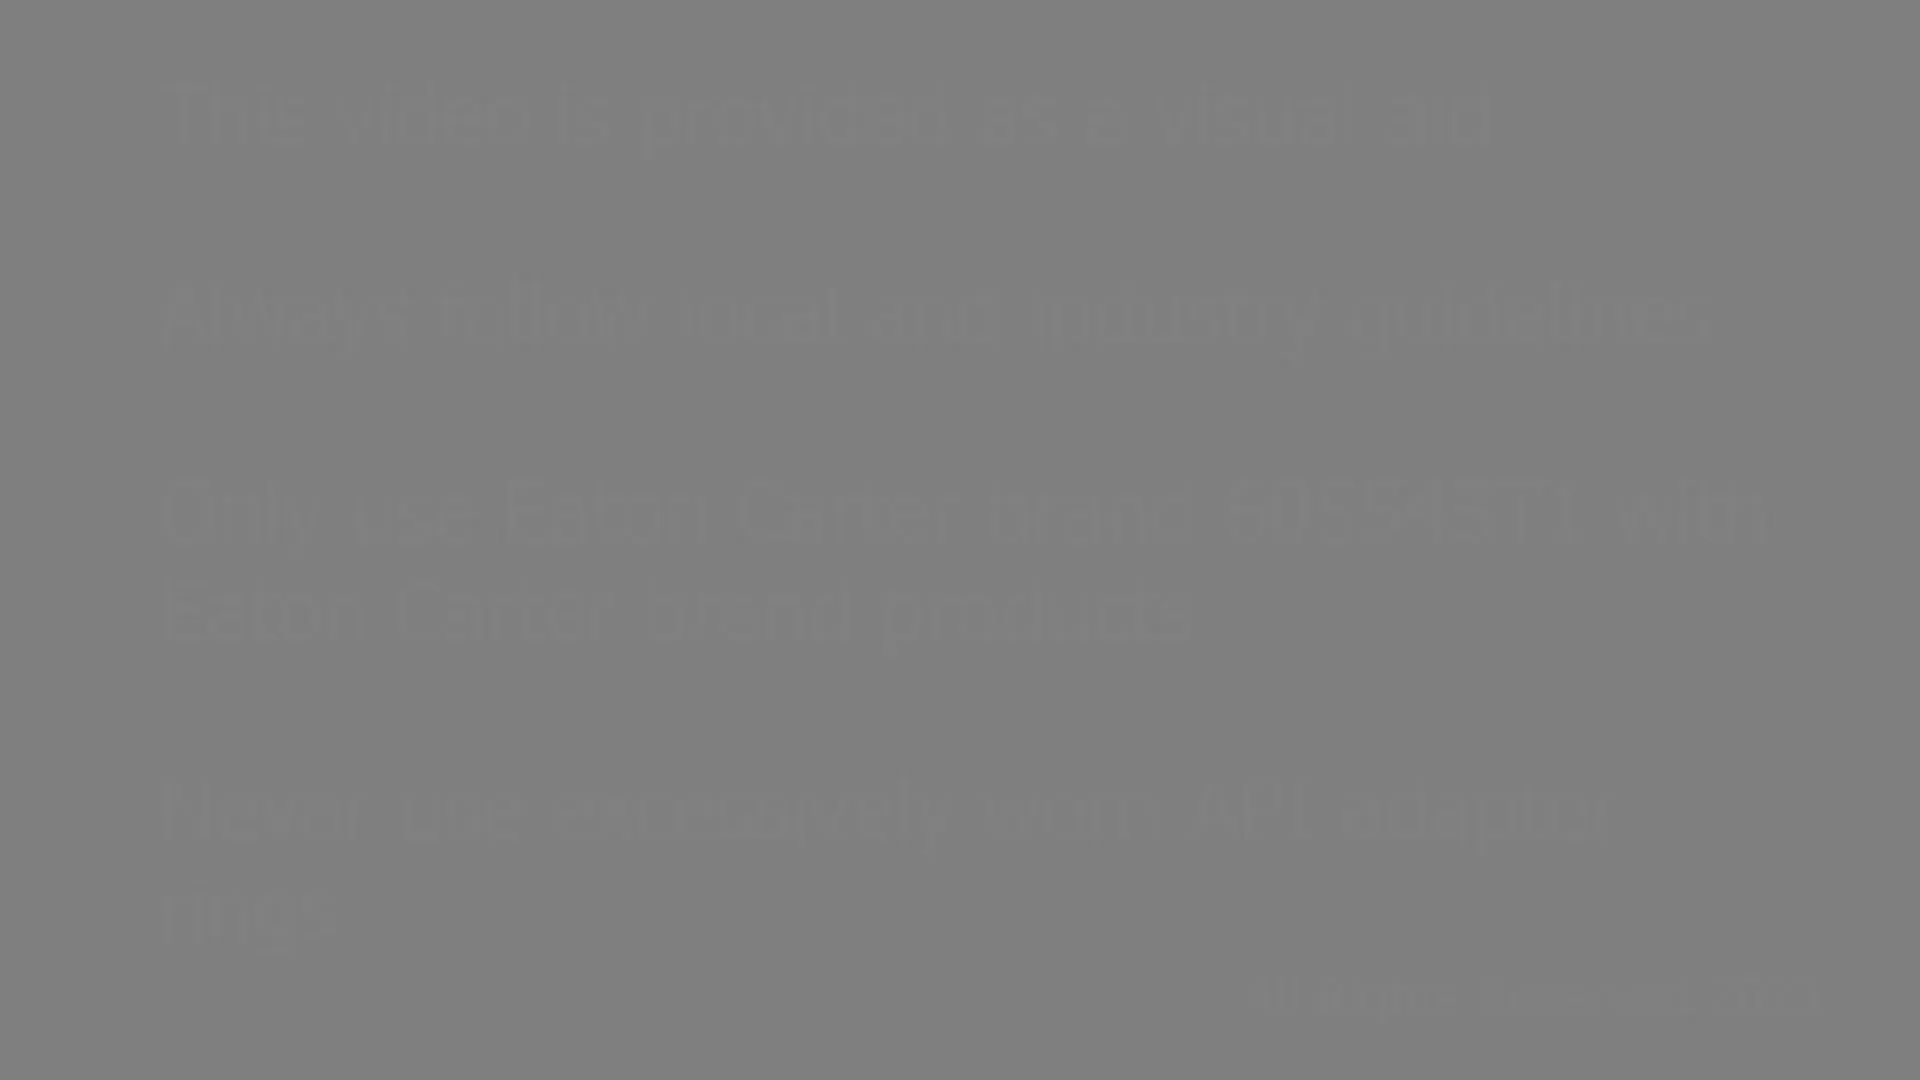 This video is provided as a visual aid
Always follow local and industry guidelines
Only use Eaton Carter brand with
Eaton Carter brand products
Never use excessively worn API adapter
rings